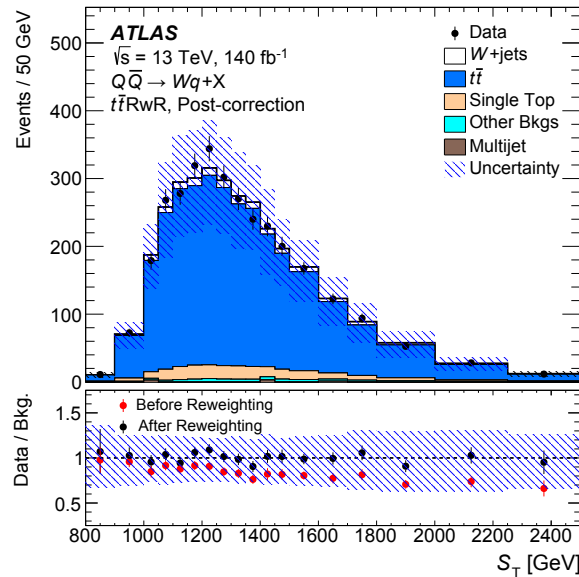 Events / 50 GeV
500
400
300
200
100
0
ATLAS
√s = 13 TeV, 140 fb⁻¹
QQ̅ → Wq+X
tt̅RwR, Post-correction
Data
W+jets
tt̅
Single Top
Other Bkgs
Multijet
Uncertainty
Data / Bkg.
1.5
1
0.5
Before Reweighting
After Reweighting
800 1000 1200 1400 1600 1800 2000 2200 2400
S_T [GeV]